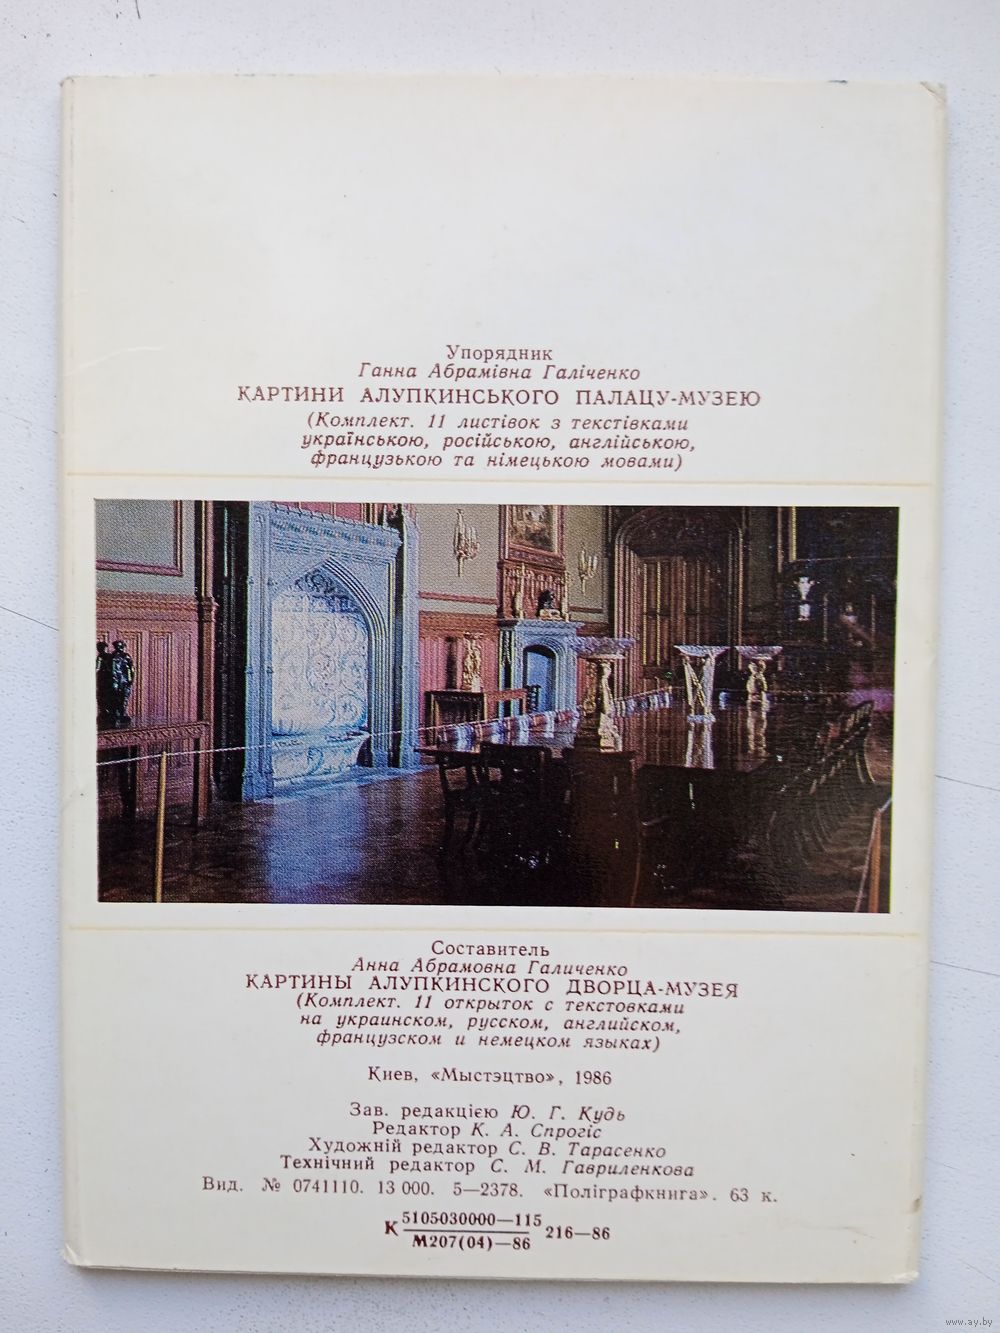 Упорядник
Ганна Абрамівна Галіченко
КАРТИНИ АЛУПКИНСЬКОГО ПАЛАЦУ-МУЗЕЮ
(Комплект. 11 листівок з текстівками
українською, російською, англійською,
французькою та німецькою мовами)
Составитель
Анна Абрамовна Галиченко
КАРТИНЫ АЛУПКИНСКОГО ДВОРЦА-МУЗЕЯ
(Комплект. 11 открыток с текстовками
на украинском, русском, английском,
французском и немецком языках)
Киев, «Мыстэцтво», 1986
Зав. редакцією Ю. Г. Кудь
Редактор К. А. Спрогіс
Художній редактор С. В. Тарасенко
Технічний редактор С. М. Гавриленкова
Вид. № 0741110. 13 000. 5—2378. «Поліграфкнига». 63 к.
К 5105030000—115 216—86
М207(04)—86
www.ay.by